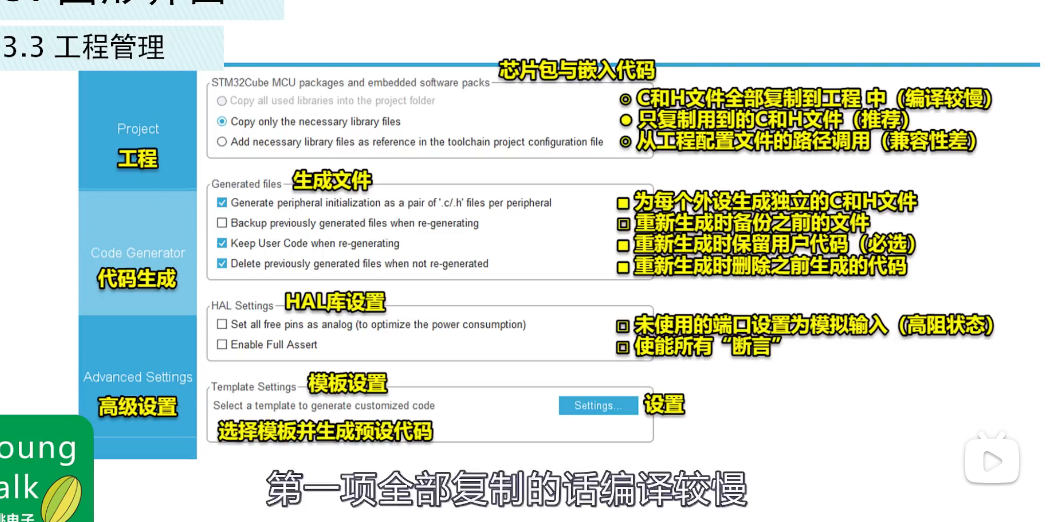 3.3 工程管理
芯片包与嵌入代码
STM32Cube MCU packages and embedded software packs
Copy all used libraries into the project folder
C和H文件全部复制到工程 中（编译较慢）
Copy only the necessary library files
只复制用到的C和H文件（推荐）
Add necessary library files as reference in the toolchain project configuration file
从工程配置文件的路径调用（兼容性差）
Project
工程
Generated files
生成文件
Generate peripheral initialization as a pair of '.c/.h' files per peripheral
为每个外设生成独立的C和H文件
Backup previously generated files when re-generating
重新生成时备份之前的文件
Keep User Code when re-generating
重新生成时保留用户代码（必选）
Delete previously generated files when not re-generated
重新生成时删除之前生成的代码
Code Generator
代码生成
HAL Settings
HAL库设置
Set all free pins as analog (to optimize the power consumption)
未使用的端口设置为模拟输入（高阻状态）
Enable Full Assert
使能所有“断言”
Advanced Settings
高级设置
Template Settings
模板设置
Select a template to generate customized code
Settings...
设置
选择模板并生成预设代码
oung
alk
第一项全部复制的话编译较慢